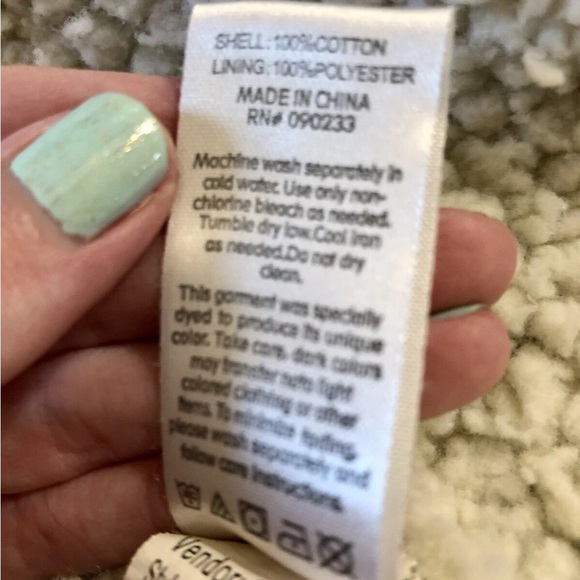 SHELL: 100%COTTON
LINING: 100%POLYESTER
MADE IN CHINA
RN# 090233
Machine wash separately in
cold water. Use only non-
chlorine bleach as needed.
Tumble dry low.Cool iron
as needed.Do not dry
clean.
This garment was specially
dyed to produce its unique
color. Take care, dark colors
may transfer onto light
colored clothing or other
items. To minimize
please wash separately and
follow care instructions.
Vendor